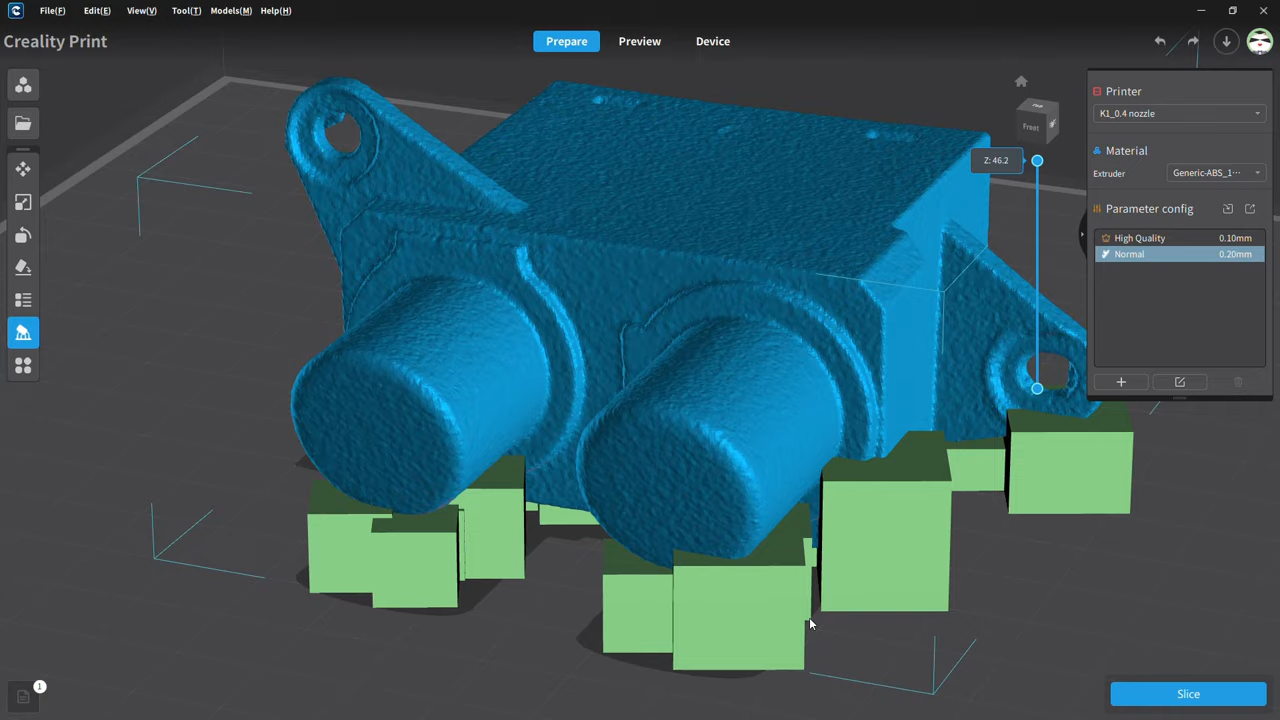 File(F) Edit(E) View(V) Tool(T) Models(M) Help(H)
Creality Print
Prepare Preview Device
Front
Z: 46.2
Printer
K1_0.4 nozzle
Material
Extruder Generic-ABS_1···
Parameter config
High Quality 0.10mm
Normal 0.20mm
1
Slice